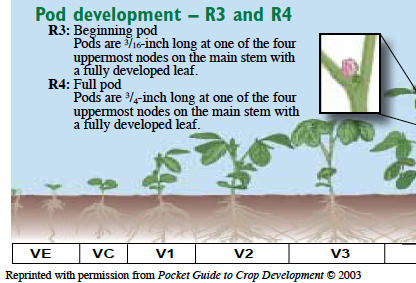 Pod development – R3 and R4
R3: Beginning pod
Pods are 3/16-inch long at one of the four
uppermost nodes on the main stem with
a fully developed leaf.
R4: Full pod
Pods are 3/4-inch long at one of the four
uppermost nodes on the main stem with
a fully developed leaf.
VE VC V1 V2 V3
Reprinted with permission from Pocket Guide to Crop Development © 2003